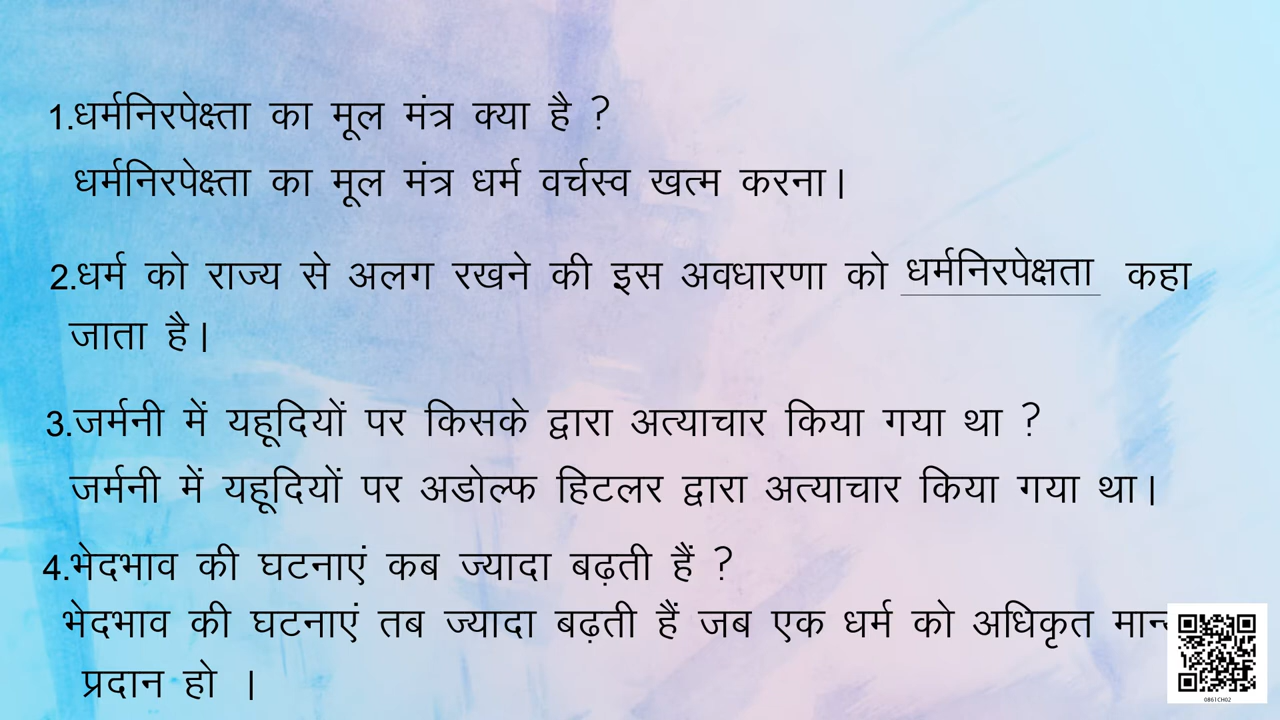 1.धर्मनिरपेक्ष्ता का मूल मंत्र क्या है ?
धर्मनिरपेक्ष्ता का मूल मंत्र धर्म वर्चस्व खत्म करना।
2.धर्म को राज्य से अलग रखने की इस अवधारणा को धर्मनिरपेक्षता कहा
जाता है।
3.जर्मनी में यहूदियों पर किसके द्वारा अत्याचार किया गया था ?
जर्मनी में यहूदियों पर अडोल्फ हिटलर द्वारा अत्याचार किया गया था।
4.भेदभाव की घटनाएं कब ज्यादा बढ़ती हैं ?
भेदभाव की घटनाएं तब ज्यादा बढ़ती हैं जब एक धर्म को अधिकृत
प्रदान हो ।
0861CH02